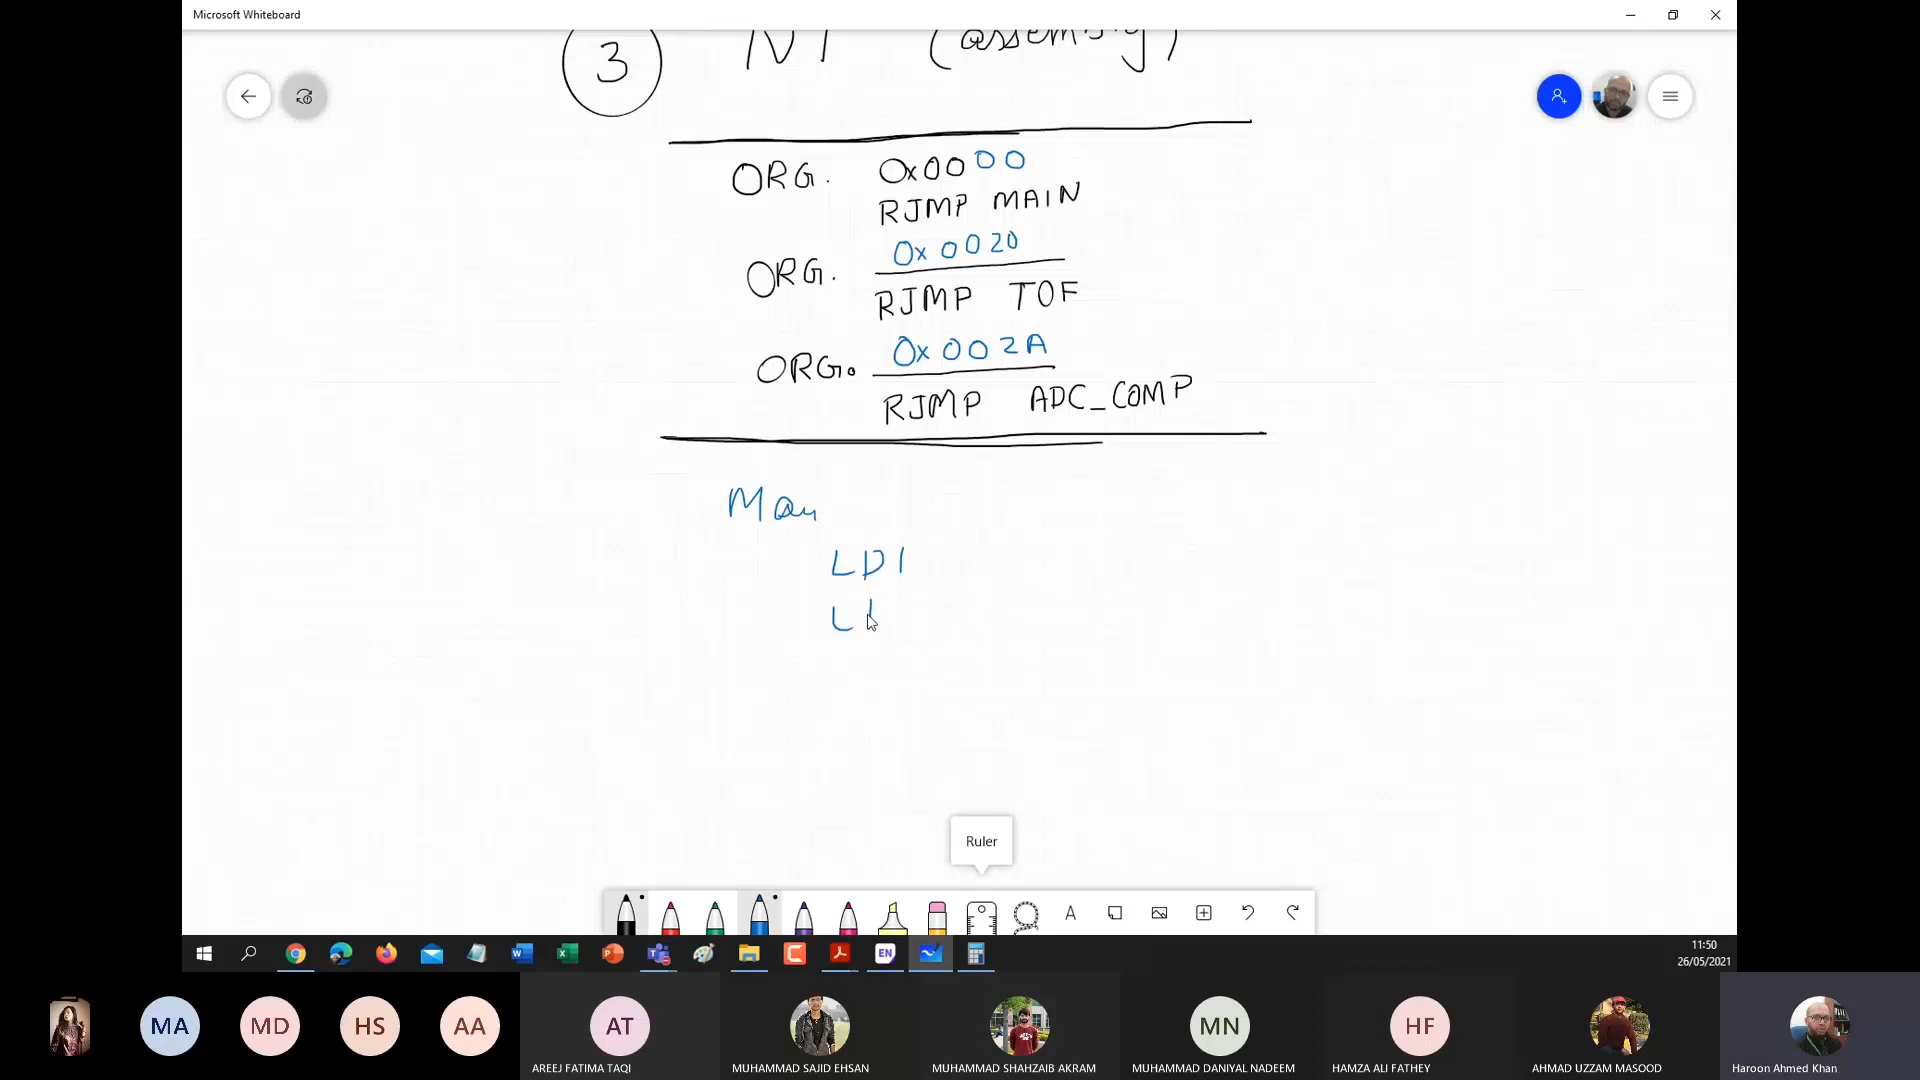 Microsoft Whiteboard
3 (assembly)
ORG. 0x0000
RJMP MAIN
ORG. 0x0020
RJMP TOF
ORG. 0x002A
RJMP ADC_COMP
LDI
L
Ruler
A
EN
11:50
26/05/2021
MA
MD
HS
AA
AT
MN
HF
AREEJ FATIMA TAQI
MUHAMMAD SAJID EHSAN
MUHAMMAD SHAHZAIB AKRAM
MUHAMMAD DANIYAL NADEEM
HAMZA ALI FATHEY
AHMAD UZZAM MASOOD
Haroon Ahmed Khan